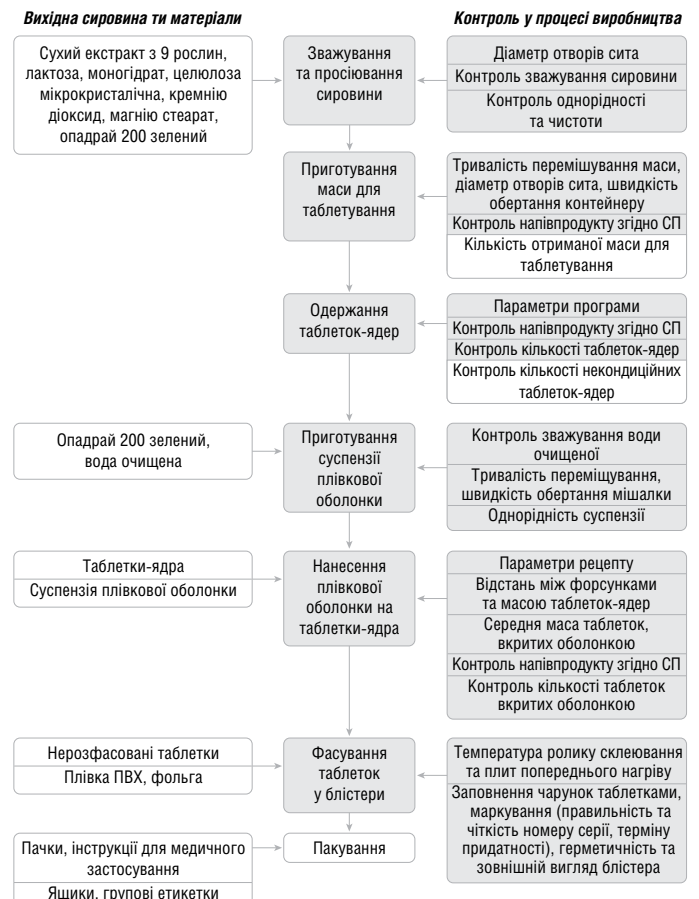 Вихідна сировина ти матеріали
Контроль у процесі виробництва
Сухий екстракт з 9 рослин,
лактоза, моногідрат, целюлоза
мікрокристалічна, кремнію
діоксид, магнію стеарат,
опадрай 200 зелений
Зважування
та просіювання
сировини
Діаметр отворів сита
Контроль зважування сировини
Контроль однорідності
та чистоти
Приготування
маси для
таблетування
Тривалість перемішування маси,
діаметр отворів сита, швидкість
обертання контейнеру
Контроль напівпродукту згідно СП
Кількість отриманої маси для
таблетування
Одержання
таблеток-ядер
Параметри програми
Контроль напівпродукту згідно СП
Контроль кількості таблеток-ядер
Контроль кількості некондиційних
таблеток-ядер
Опадрай 200 зелений,
вода очищена
Приготування
суспензії
плівкової
оболонки
Контроль зважування води
очищеної
Тривалість переміщування,
швидкість обертання мішалки
Однорідність суспензії
Таблетки-ядра
Суспензія плівкової оболонки
Нанесення
плівкової
оболонки на
таблетки-ядра
Параметри рецепту
Відстань між форсунками
та масою таблеток-ядер
Середня маса таблеток,
вкритих оболонкою
Контроль напівпродукту згідно СП
Контроль кількості таблеток
вкритих оболонкою
Нерозфасовані таблетки
Плівка ПВХ, фольга
Фасування
таблеток
у блістери
Температура ролику склеювання
та плит попереднього нагріву
Заповнення чарунок таблетками,
маркування (правильність та
чіткість номеру серії, терміну
придатності), герметичність та
зовнішній вигляд блістера
Пачки, інструкції для медичного
застосування
Ящики, групові етикетки
Пакування